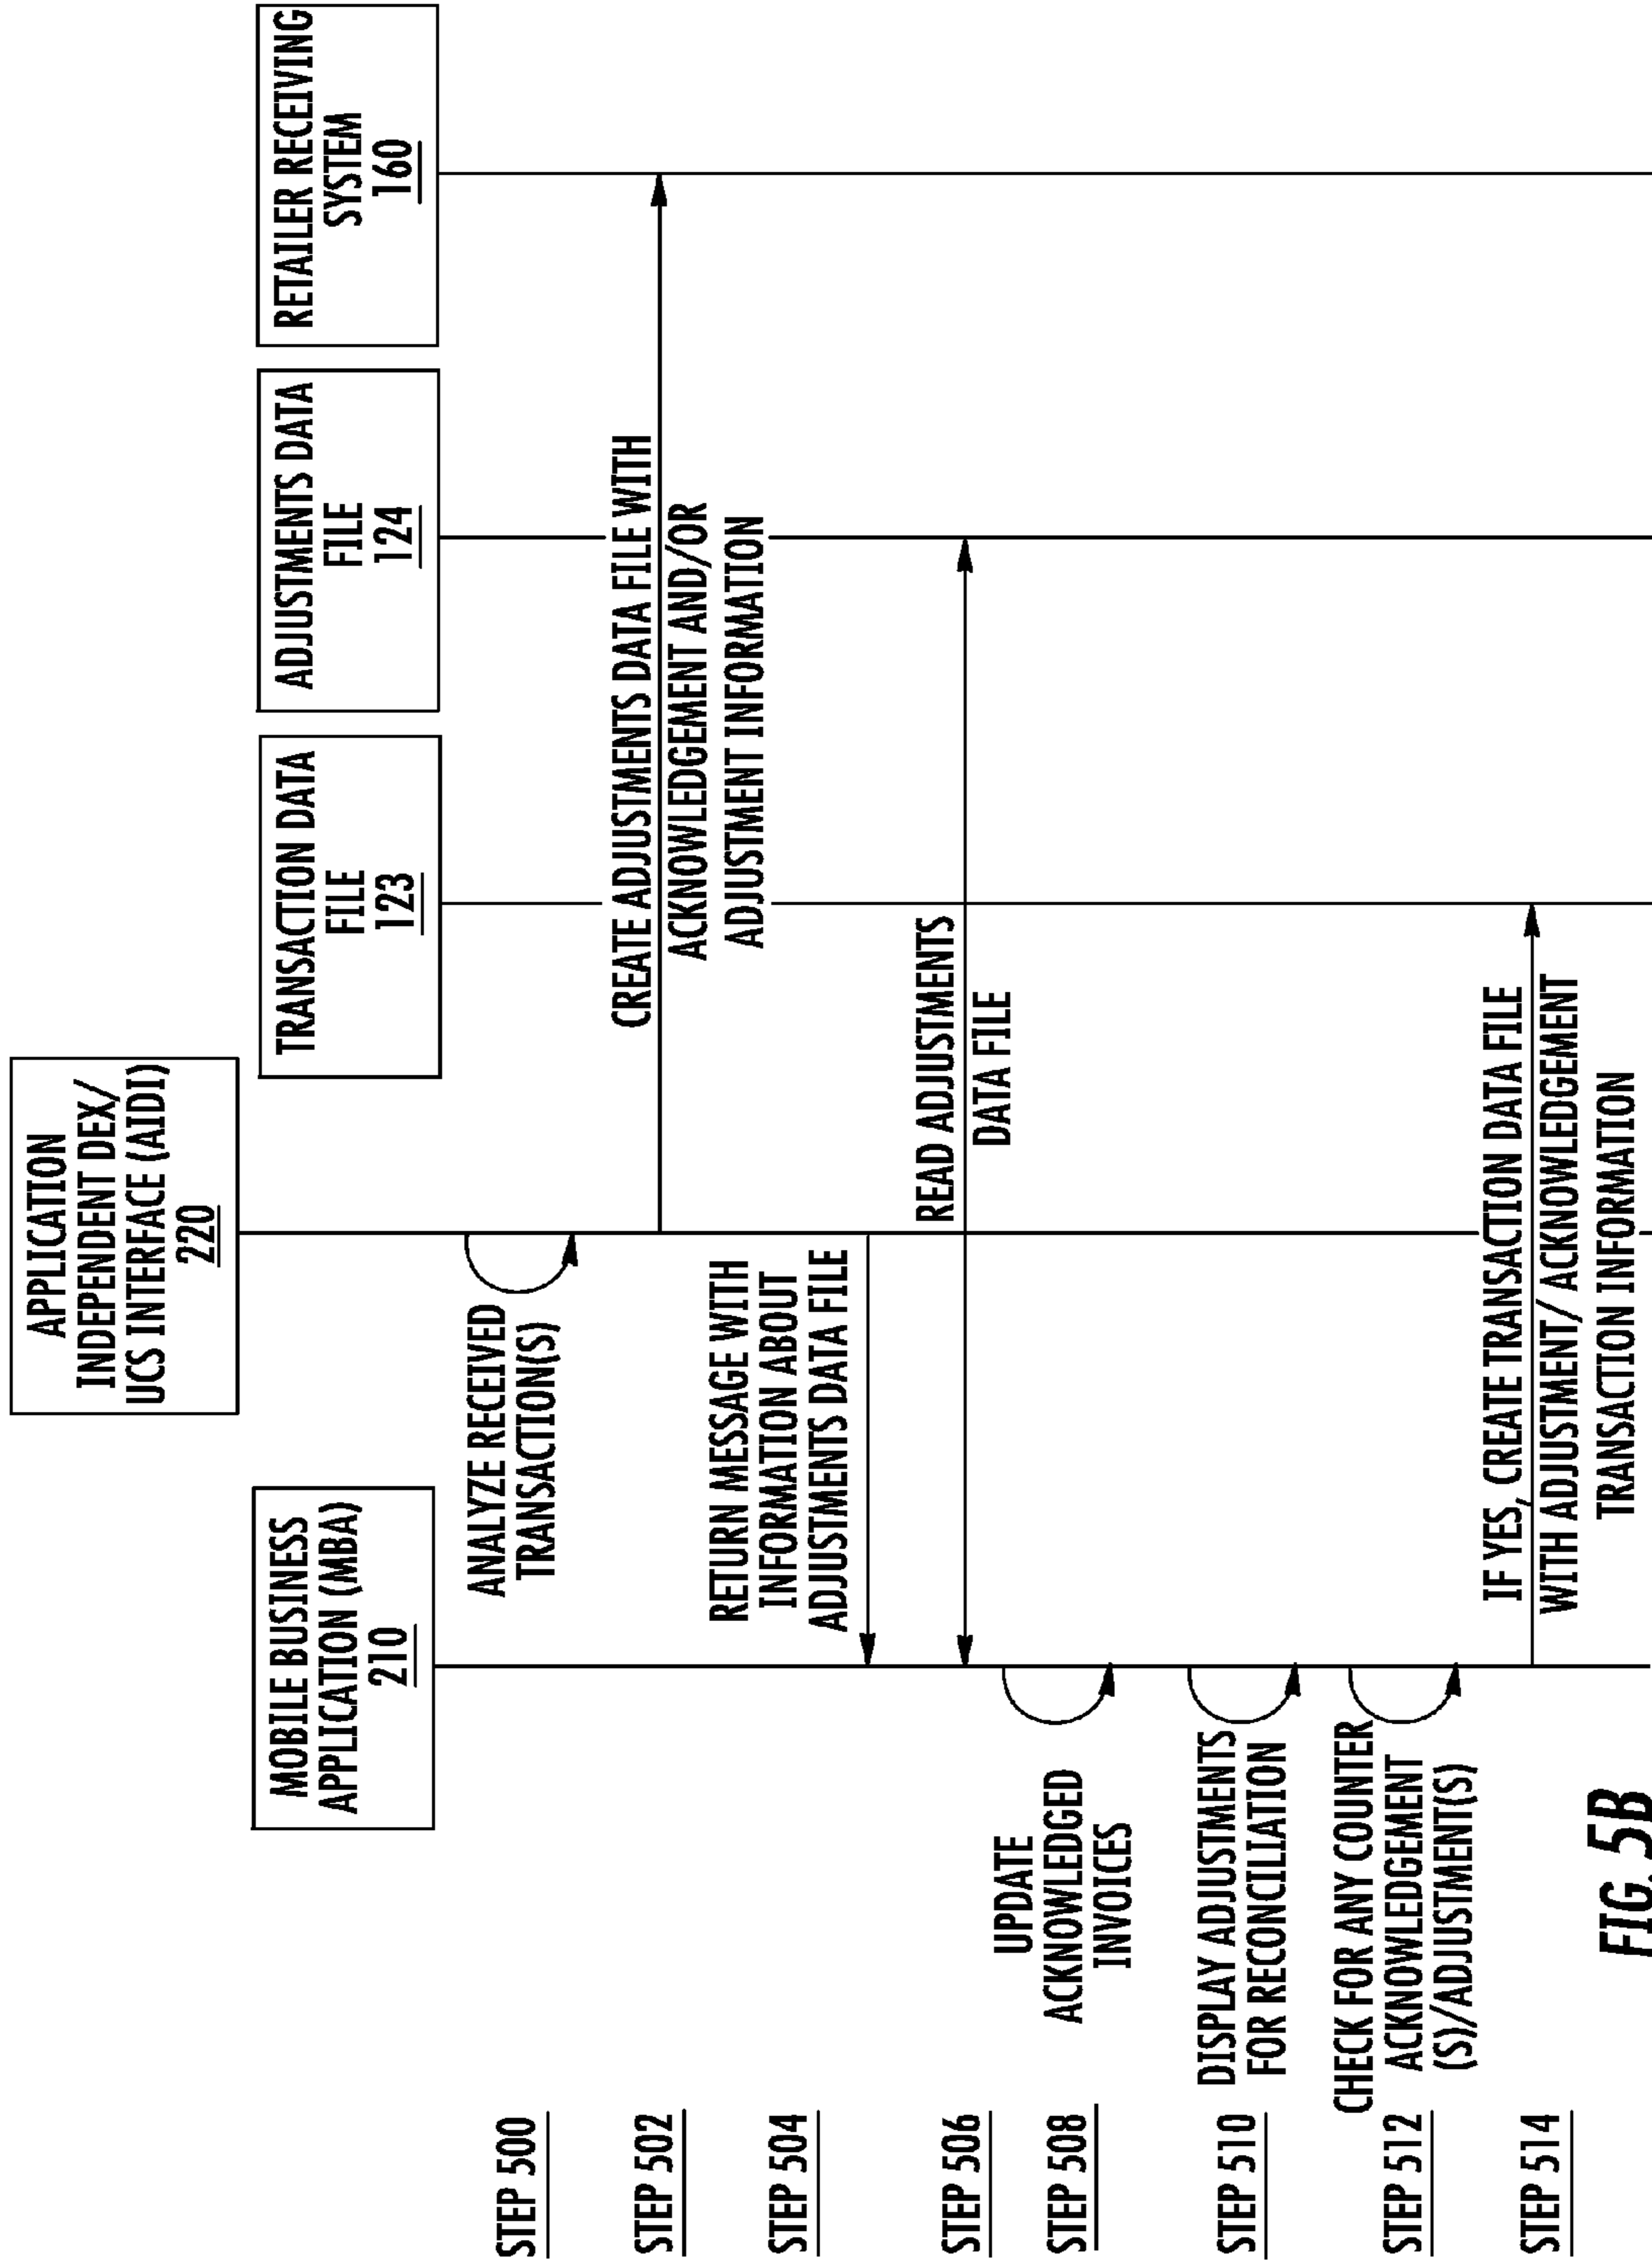 APPLICATION
INDEPENDENT DEX/
UCS INTERFACE (AIDI)
220
MOBILE BUSINESS
APPLICATION (MBA)
210
TRANSACTION DATA
FILE
123
ADJUSTMENTS DATA
FILE
124
RETAILER RECEIVING
SYSTEM
160
STEP 500
ANALYZE RECEIVED
TRANSACTION(S)
STEP 502
CREATE ADJUSTMENTS DATA FILE WITH
ACKNOWLEDGEMENT AND/OR
ADJUSTMENT INFORMATION
STEP 504
RETURN MESSAGE WITH
INFORMATION ABOUT
ADJUSTMENTS DATA FILE
STEP 506
READ ADJUSTMENTS
DATA FILE
STEP 508
UPDATE
ACKNOWLEDGED
INVOICES
STEP 510
DISPLAY ADJUSTMENTS
FOR RECONCILIATION
STEP 512
CHECK FOR ANY COUNTER
ACKNOWLEDGEMENT
(S)/ADJUSTMENT(S)
STEP 514
IF YES, CREATE TRANSACTION DATA FILE
WITH ADJUSTMENT/ ACKNOWLEDGEMENT
TRANSACTION INFORMATION
FIG. 5B